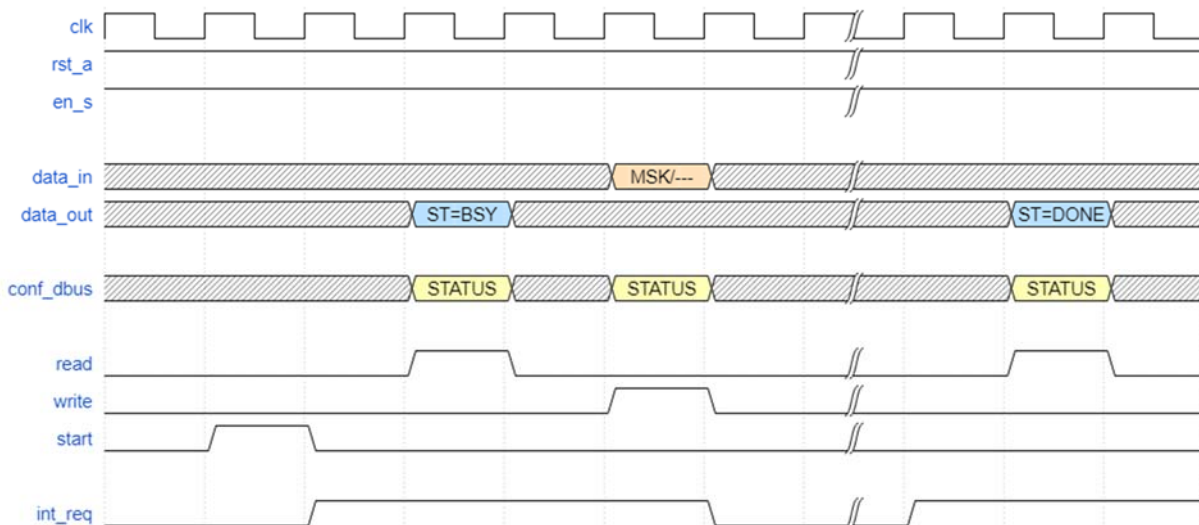 clk
rst_a
en_s
data_in MSK/---
data_out ST=BSY ST=DONE
conf_dbus STATUS STATUS STATUS
read
write
start
int_req